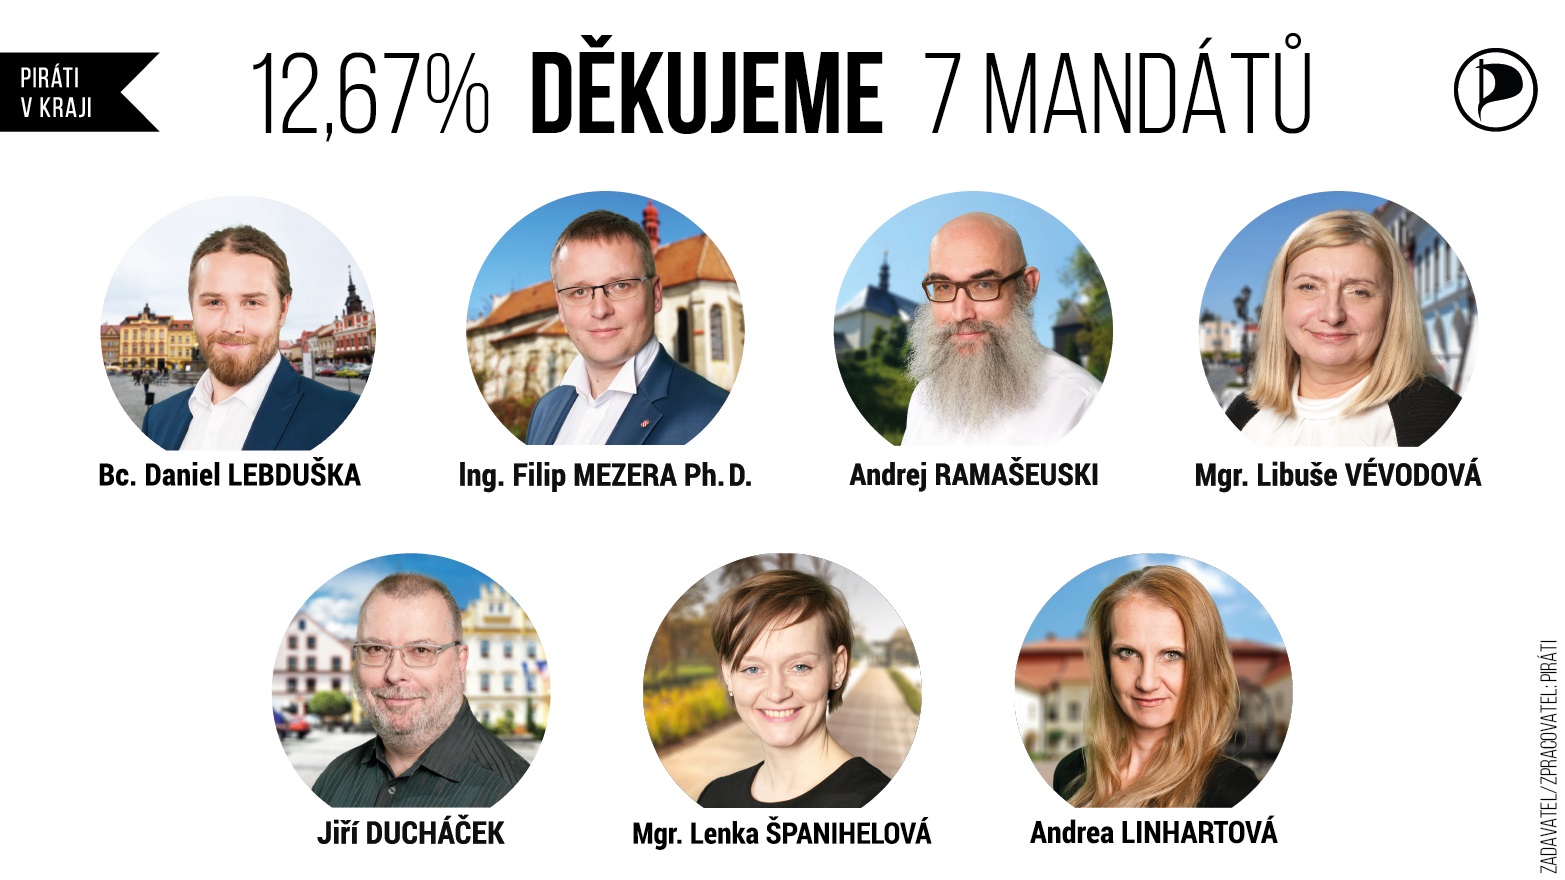 PIRÁTI
V KRAJI
12,67% DĚKUJEME 7 MANDÁTŮ
Bc. Daniel LEBDUŠKA
Ing. Filip MEZERA Ph.D.
Andrej RAMAŠEUSKI
Mgr. Libuše VÉVODOVÁ
Jiří DUCHÁČEK
Mgr. Lenka ŠPANIHELOVÁ
Andrea LINHARTOVÁ
ZADAVATEL/ZPRACOVATEL: PIRÁTI